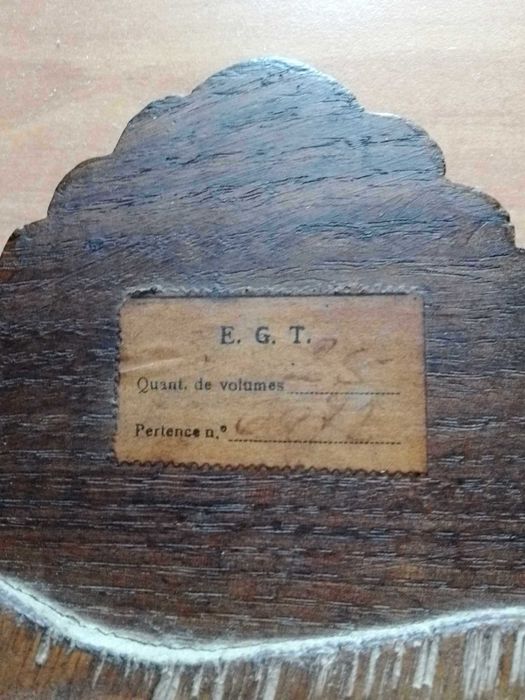 E. G. T.
Quant. de volumes
Pertence n.º